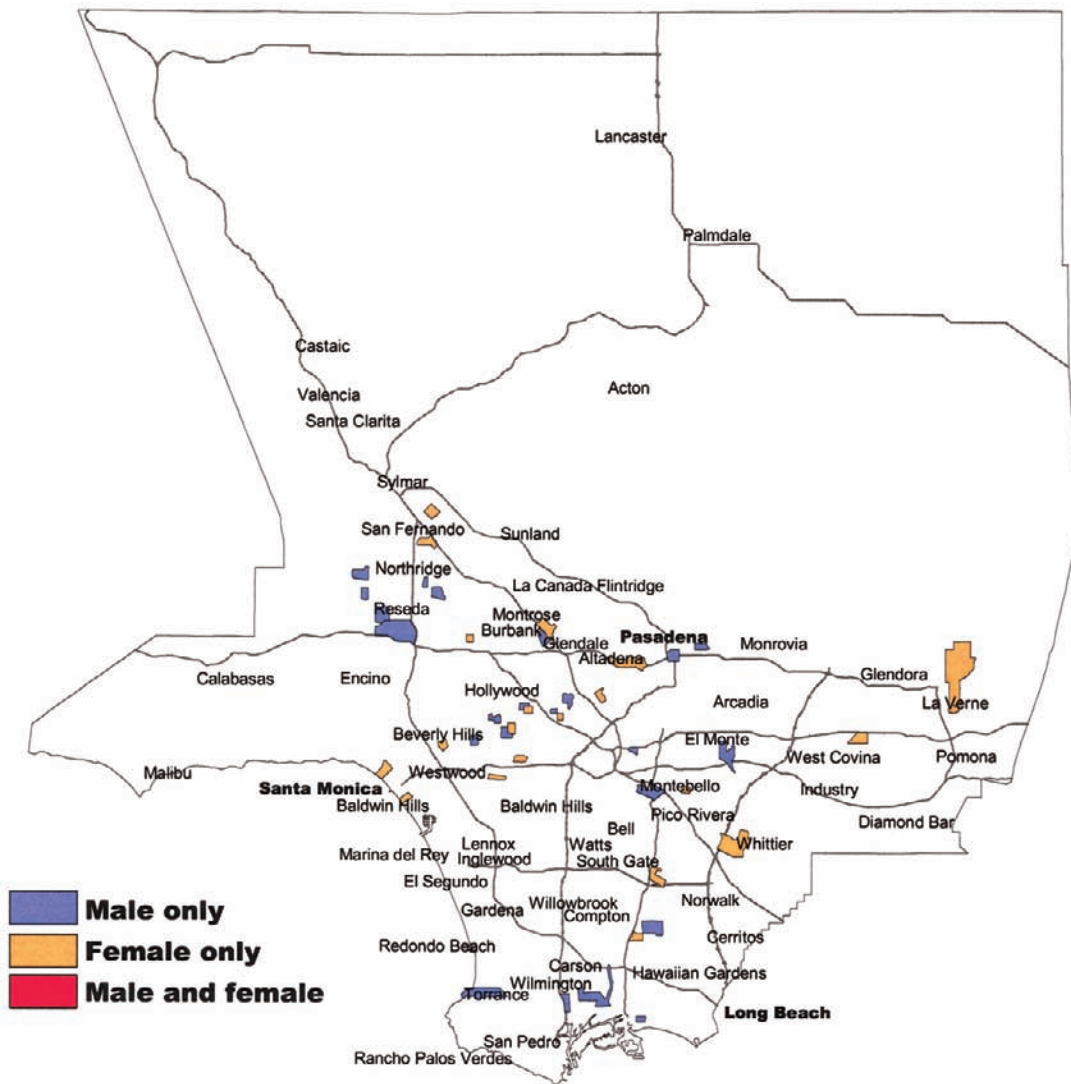 Lancaster
Palmdale
Castaic
Acton
Valencia
Santa Clarita
Sylmar
San Fernando
Sunland
Northridge
La Canada Flintridge
Reseda
Montrose
Burbank
Glendale
Pasadena
Monrovia
Altadena
Glendora
Calabasas
Encino
Hollywood
Arcadia
La Verne
Beverly Hills
El Monte
West Covina
Pomona
Malibu
Westwood
Santa Monica
Montebello
Industry
Baldwin Hills
Baldwin Hills
Pico Rivera
Diamond Bar
Bell
Lennox
Watts
Whittier
Marina del Rey
Inglewood
South Gate
El Segundo
Willowbrook
Norwalk
Gardena
Compton
Redondo Beach
Cerritos
Carson
Hawaiian Gardens
Wilmington
Torrance
Long Beach
San Pedro
Rancho Palos Verdes
Male only
Female only
Male and female